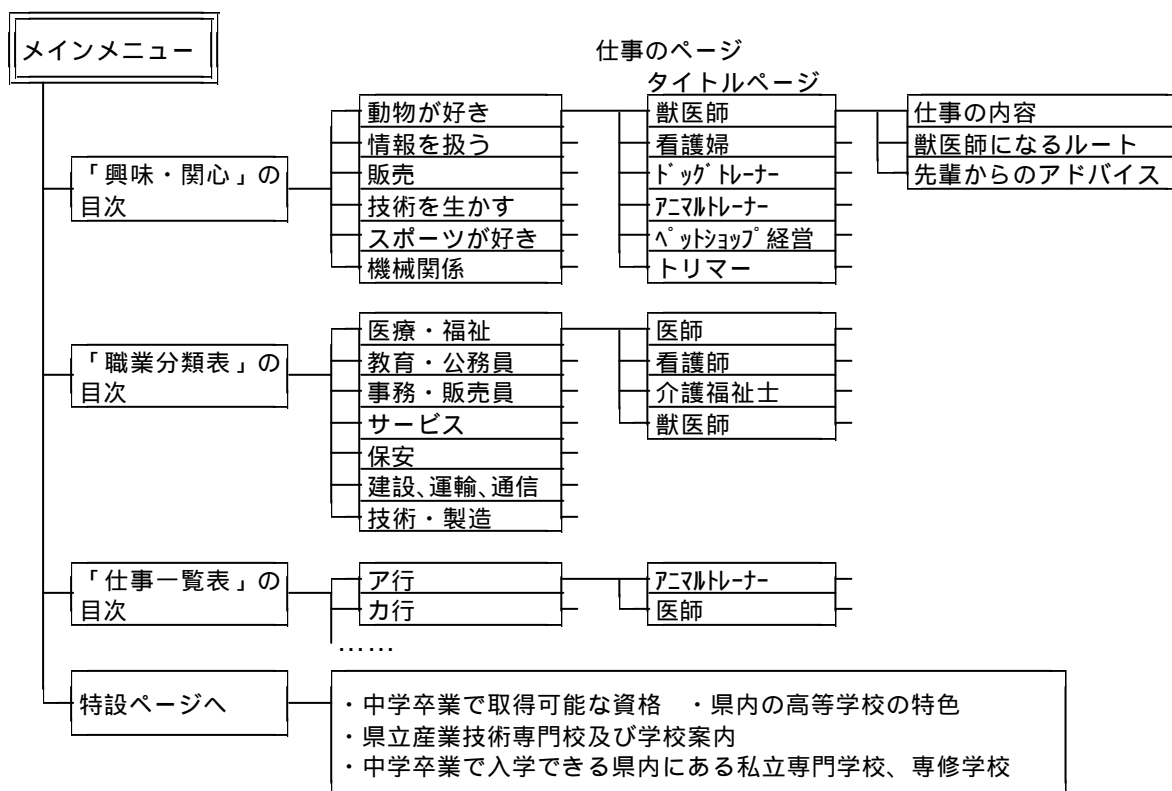 メインメニュー
仕事のページ
タイトルページ
動物が好き
情報を扱う
販売
技術を生かす
スポーツが好き
機械関係
獣医師
看護婦
ﾄﾞｯｸﾞﾄﾚｰﾅｰ
ｱﾆﾏﾙﾄﾚｰﾅｰ
ﾍﾟｯﾄｼｮｯﾌﾟ経営
トリマー
仕事の内容
獣医師になるルート
先輩からのアドバイス
「興味・関心」の
目次
「職業分類表」の
目次
医療・福祉
教育・公務員
事務・販売員
サービス
保安
建設、運輸、通信
技術・製造
医師
看護師
介護福祉士
獣医師
「仕事一覧表」の
目次
ア行
カ行
……
ｱﾆﾏﾙﾄﾚｰﾅｰ
医師
特設ページへ
・中学卒業で取得可能な資格　・県内の高等学校の特色
・県立産業技術専門校及び学校案内
・中学卒業で入学できる県内にある私立専門学校、専修学校